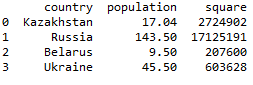 country population square
0 Kazakhstan 17.04 2724902
1 Russia 143.50 17125191
2 Belarus 9.50 207600
3 Ukraine 45.50 603628